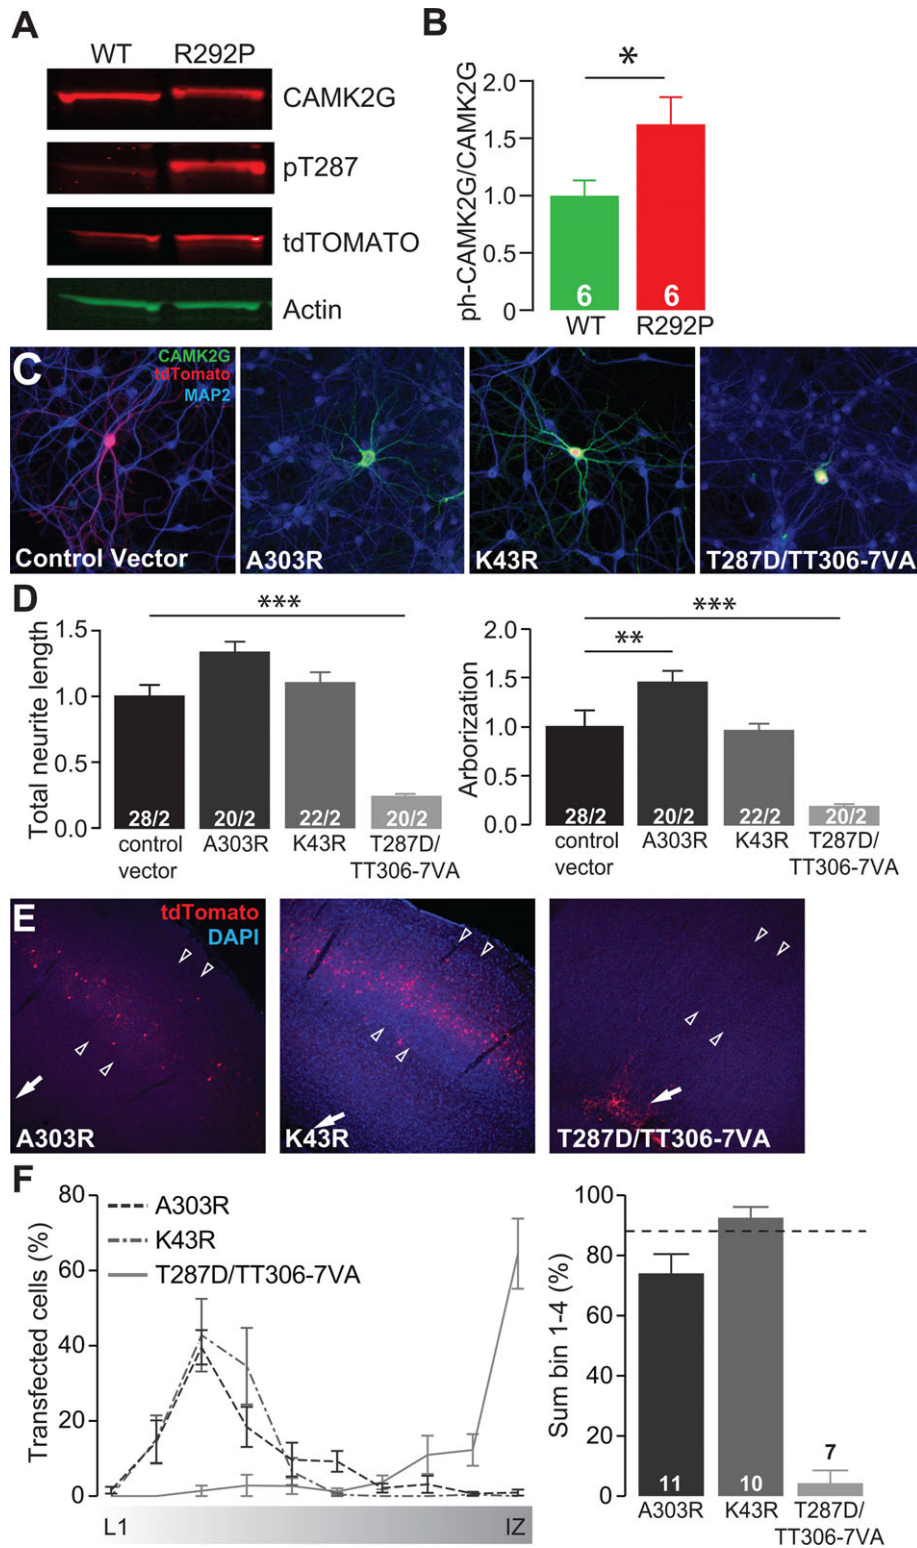 A
WT R292P
CAMK2G
pT287
tdTOMATO
Actin
B
*
ph-CAMK2G/CAMK2G
2.0
1.5
1.0
0.5
0
6 6
WT R292P
C
CAMK2G
tdTomato
MAP2
Control Vector
A303R
K43R
T287D/TT306-7VA
D
***
Total neurite length
1.5
1.0
0.5
0.0
28/2 20/2 22/2 20/2
control vector
A303R
K43R
T287D/
TT306-7VA
***
**
Arborization
2.0
1.5
1.0
1.5
0.0
28/2 20/2 22/2 20/2
control vector
A303R
K43R
T287D/
TT306-7VA
E
tdTomato
DAPI
A303R
K43R
T287D/TT306-7VA
F
Transfected cells (%)
80
60
40
20
0
A303R
K43R
T287D/TT306-7VA
L1 IZ
Sum bin 1-4 (%)
100
80
60
40
20
0
11 10 7
A303R K43R T287D/
TT306-7VA